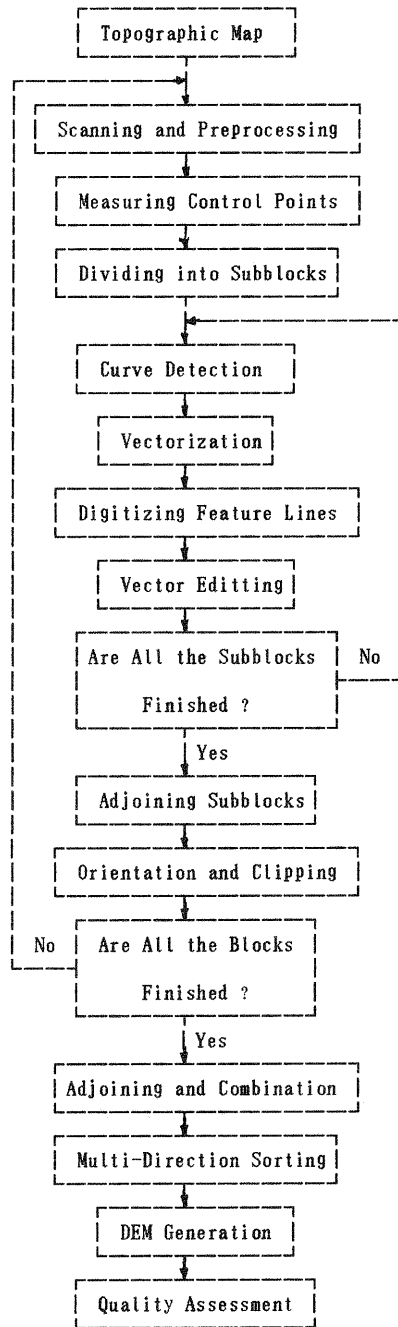 Topographic Map
Scanning and Preprocessing
Measuring Control Points
Dividing into Subblocks
Curve Detection
Vectorization
Digitizing Feature Lines
Vector Editting
Are All the Subblocks
No
Finished ?
Yes
Adjoining Subblocks
Orientation and Clipping
No
Are All the Blocks
Finished ?
Yes
Adjoining and Combination
Multi-Direction Sorting
DEM Generation
Quality Assessment